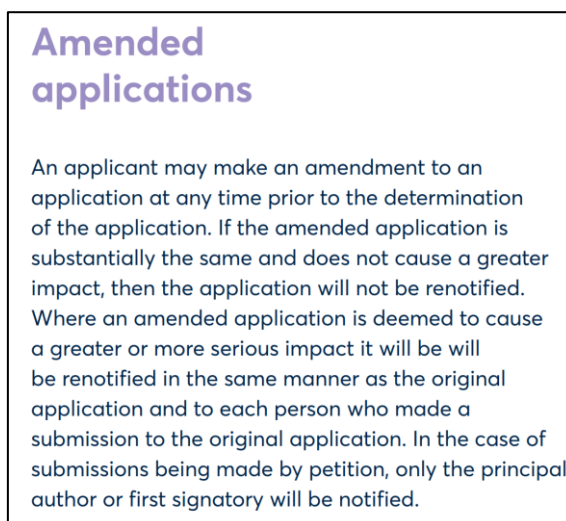 Amended
applications
An applicant may make an amendment to an
application at any time prior to the determination
of the application. If the amended application is
substantially the same and does not cause a greater
impact, then the application will not be renotified.
Where an amended application is deemed to cause
a greater or more serious impact it will be will
be renotified in the same manner as the original
application and to each person who made a
submission to the original application. In the case of
submissions being made by petition, only the principal
author or first signatory will be notified.